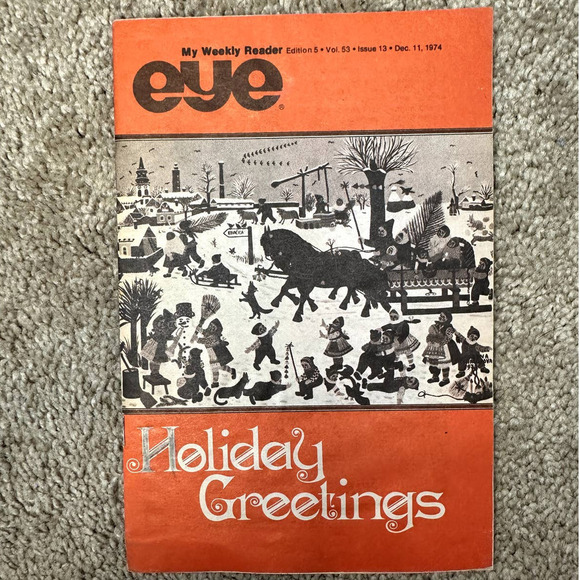 My Weekly Reader Edition 5 • Vol. 53 • Issue 13 • Dec. 11, 1974
eye®
Holiday
Greetings